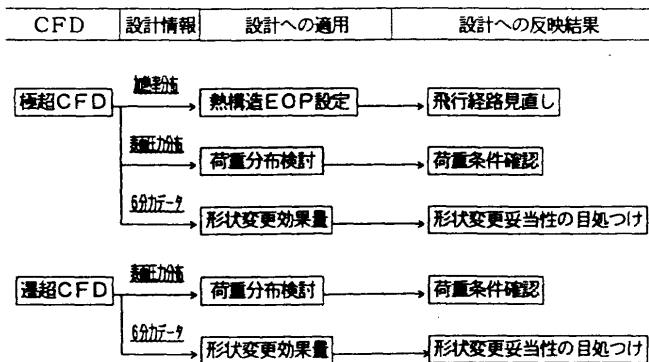 CFD 設計情報 設計への適用 設計への反映結果
加熱率分布
極超CFD 熱構造EOP設定 飛行経路見直し
表面圧力分布
荷重分布検討 荷重条件確認
6分力データ
形状変更効果量 形状変更妥当性の目処つけ
表面圧力分布
遷超CFD 荷重分布検討 荷重条件確認
6分力データ
形状変更効果量 形状変更妥当性の目処つけ